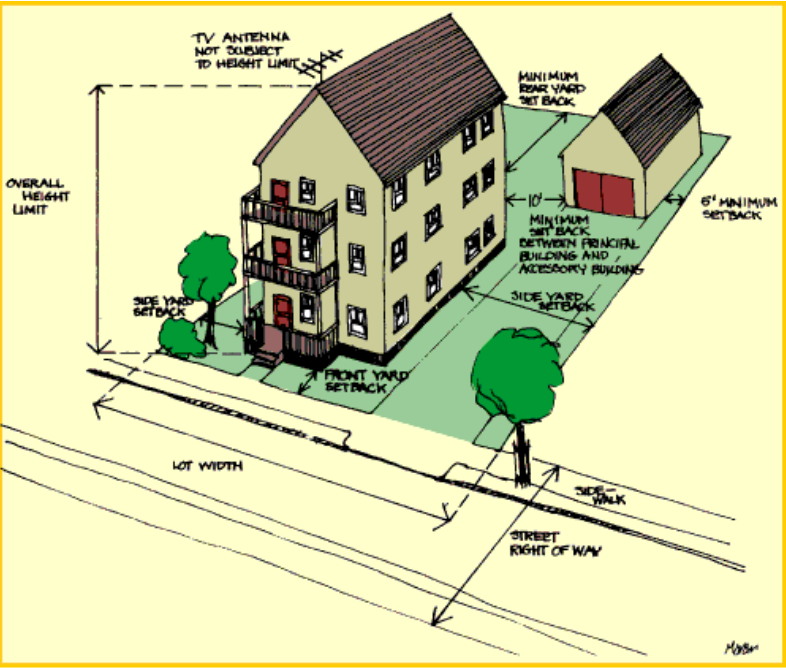 TV ANTENNA
NOT SUBJECT
TO HEIGHT LIMIT
MINIMUM
REAR YARD
SETBACK
OVERALL
HEIGHT
LIMIT
10'
5' MINIMUM
SETBACK
MINIMUM
SET BACK
BETWEEN PRINCIPAL
BUILDING AND
ACCESSORY BUILDING
SIDE YARD
SETBACK
SIDE YARD
SETBACK
FRONT YARD
SETBACK
LOT WIDTH
SIDE-
WALK
STREET
RIGHT OF WAY